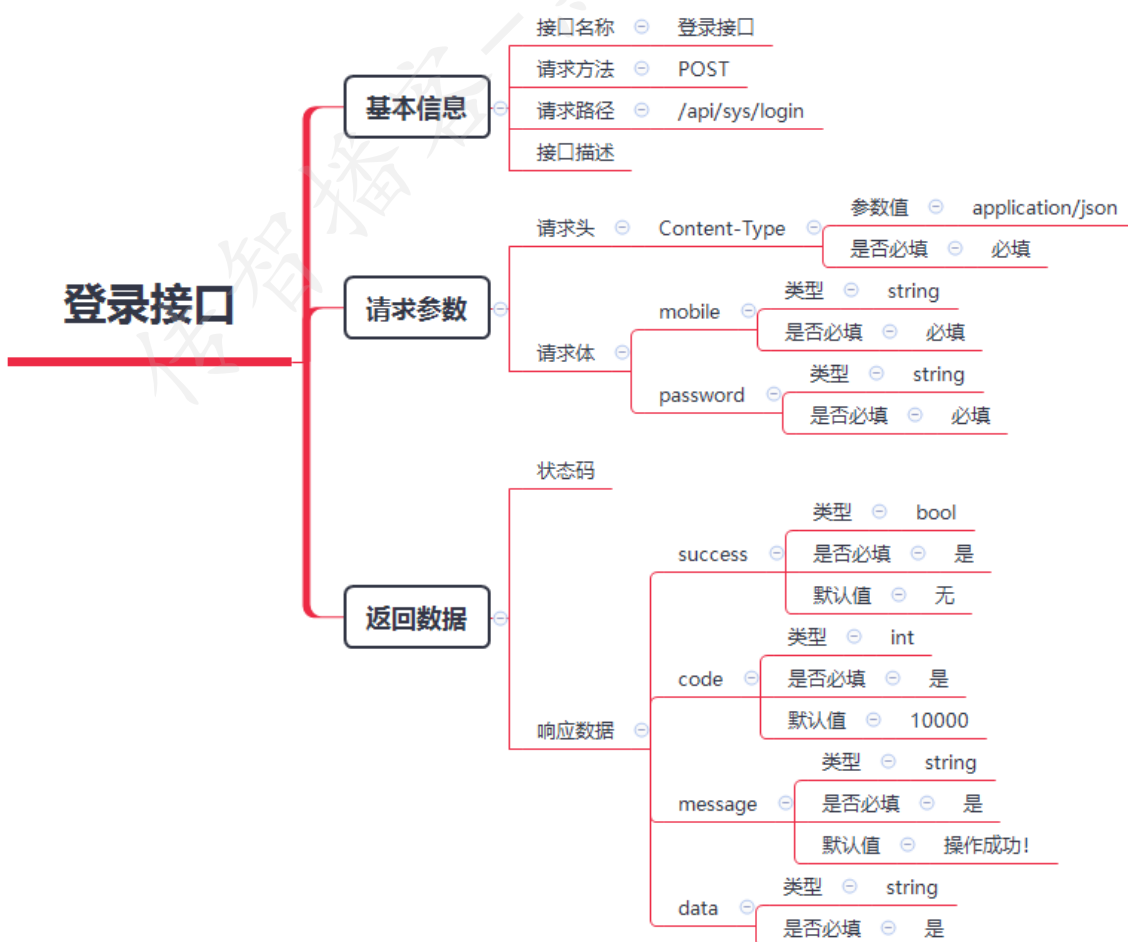 登录接口
基本信息
接口名称 登录接口
请求方法 POST
请求路径 /api/sys/login
接口描述
请求参数
请求头 Content-Type
参数值 application/json
是否必填 必填
请求体
mobile
类型 string
是否必填 必填
password
类型 string
是否必填 必填
返回数据
状态码
响应数据
success
类型 bool
是否必填 是
默认值 无
code
类型 int
是否必填 是
默认值 10000
message
类型 string
是否必填 是
默认值 操作成功!
data
类型 string
是否必填 是
传智播客